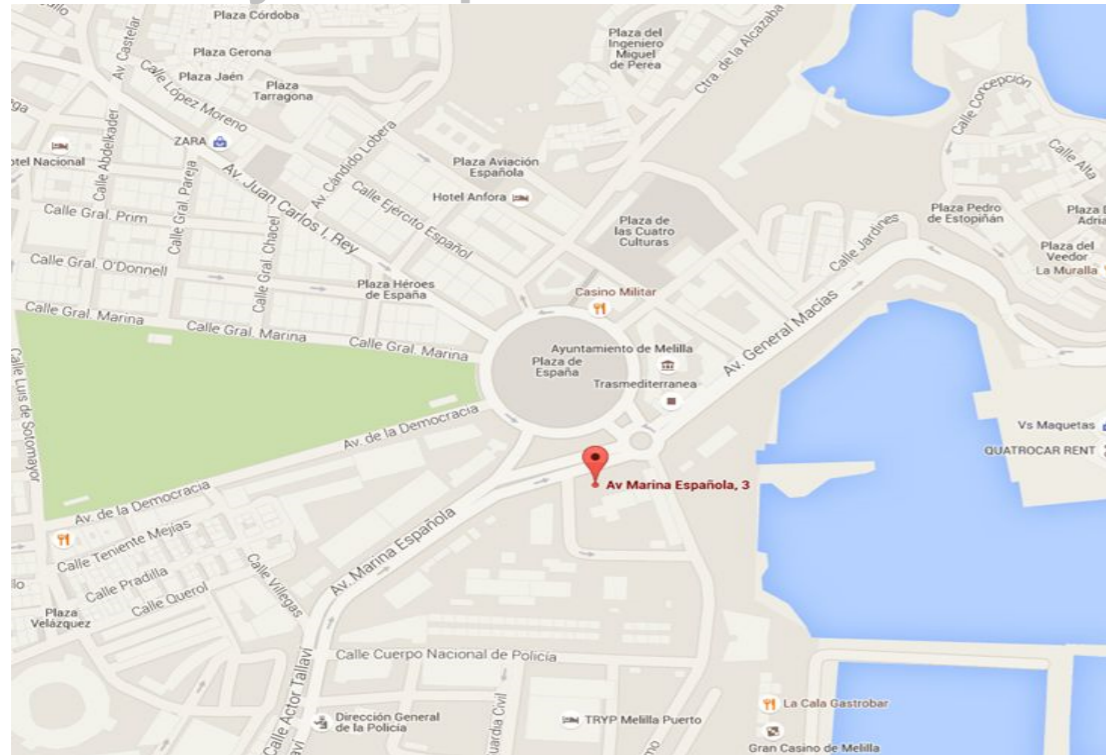 Plaza Córdoba
Plaza Gerona
Av. Castelar
Calle López Moreno
Plaza Jaén
Plaza
Tarragona
ZARA
Calle Abdelkader
Calle Gral. Pareja
Av. Juan Carlos I, Rey
Av. Cándido Lobera
Calle Ejército Español
Calle Gral. Prim
Calle Gral. Chacel
Calle Gral. O'Donnell
Plaza Héroes
de España
Calle Gral. Marina
Calle Gral. Marina
Calle Gral. Marina
Plaza del
Ingeniero
Miguel
de Perea
Ctra. de la Alcazaba
Plaza Aviación
Española
Hotel Anfora
Plaza de
las Cuatro
Culturas
Calle Concepción
Calle Alta
Plaza Pedro
de Estopiñán
Plaza del
Veedor
La Muralla
Calle Jardines
Av. General Macías
Casino Militar
Ayuntamiento de Melilla
Plaza de
España
Trasmediterranea
Vs Maquetas
QUATROCAR RENT
Calle Luis de Sotomayor
Av. de la Democracia
Av. de la Democracia
Av Marina Española, 3
Av. Marina Española
Calle Teniente Mejías
Calle Pradilla
Calle Querol
Calle Villegas
Plaza
Velázquez
Calle Actor Tallaví
Calle Cuerpo Nacional de Policía
Dirección General
de la Policía
TRYP Melilla Puerto
La Cala Gastrobar
Gran Casino de Melilla